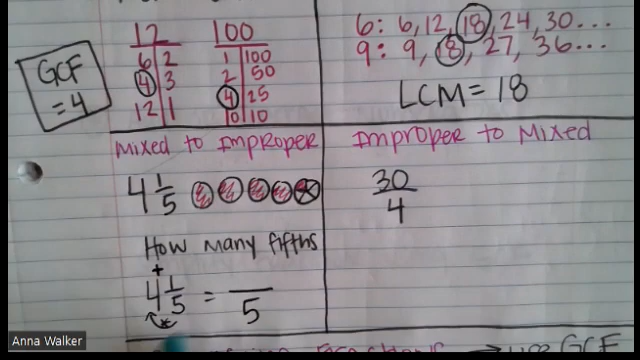 12 100
6 2
4 3
12 1
1 100
2 50
4 25
10 10
GCF
= 4
6: 6, 12, 18, 24, 30...
9: 9, 18, 27, 36...
LCM = 18
Mixed to Improper
4 1/5
How many fifths
+
4 1/5 = __/5
×
Improper to Mixed
30/4
GCF
Anna Walker